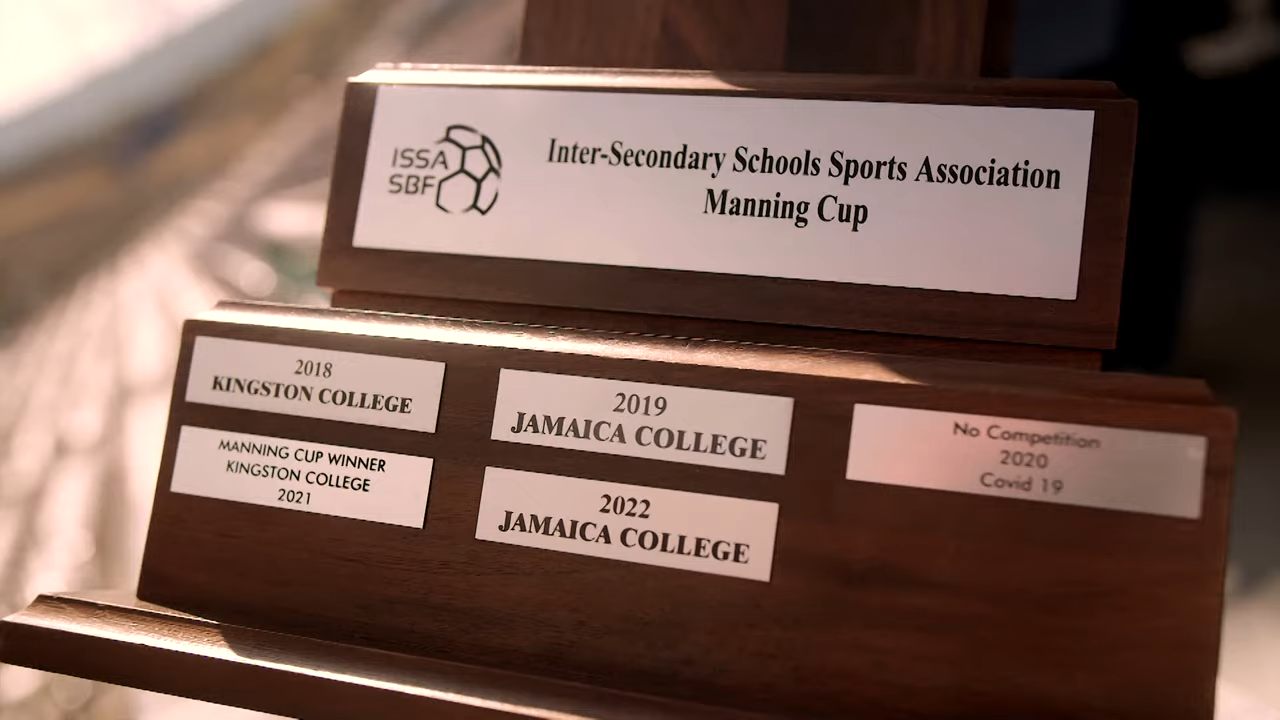 ISSA
SBF
Inter-Secondary Schools Sports Association
Manning Cup
2018
KINGSTON COLLEGE
2019
JAMAICA COLLEGE
No Competition
2020
Covid 19
MANNING CUP WINNER
KINGSTON COLLEGE
2021
2022
JAMAICA COLLEGE